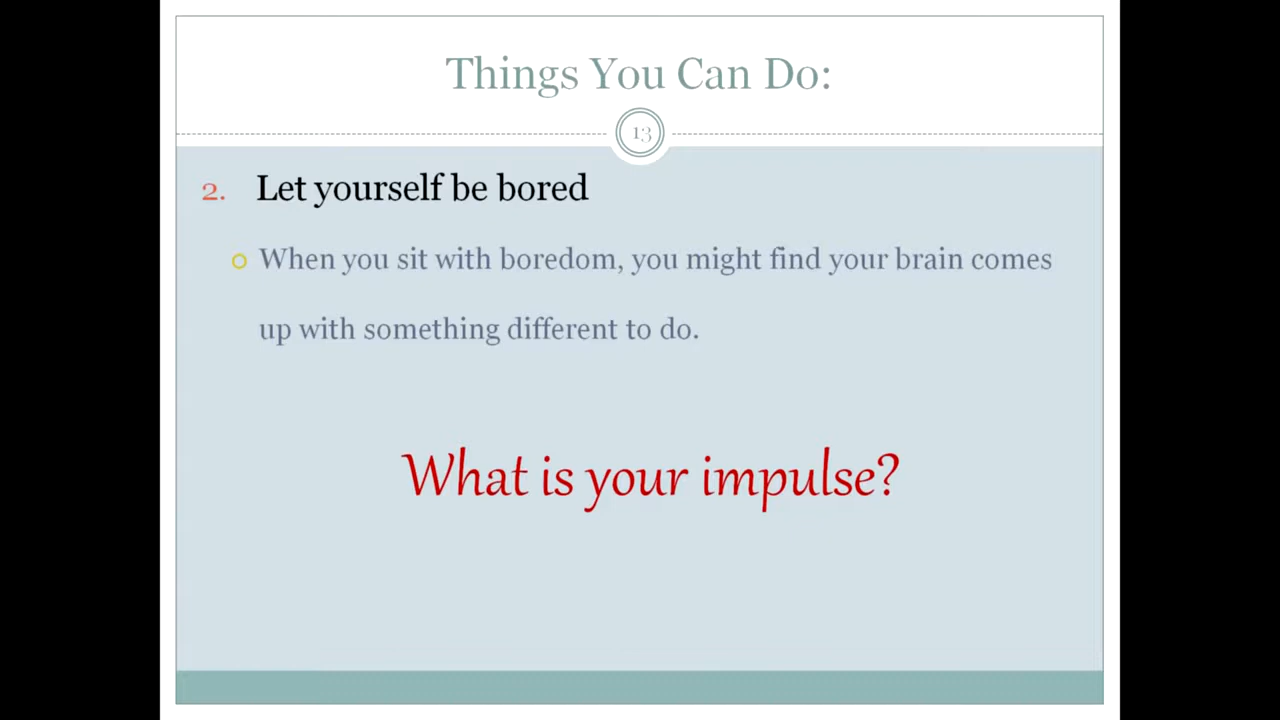 Things You Can Do:
13
2. Let yourself be bored
When you sit with boredom, you might find your brain comes
up with something different to do.
What is your impulse?